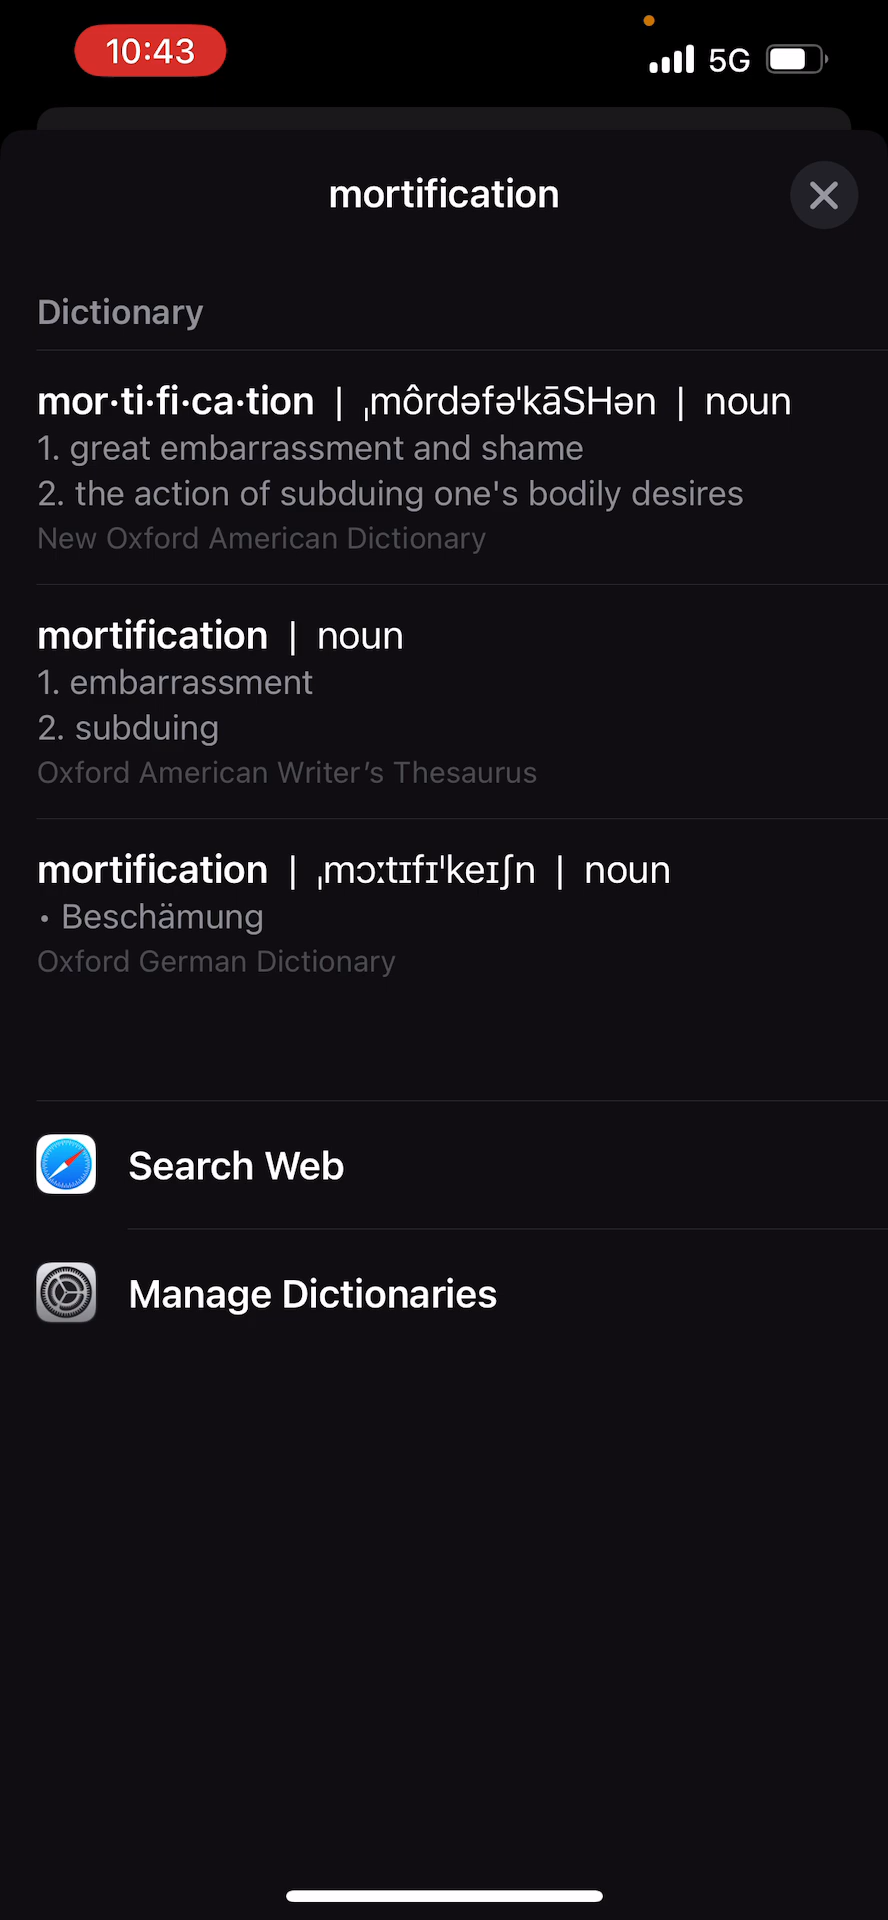 10:43
5G
mortification
Dictionary
mor·ti·fi·ca·tion | ˌmôrdəfəˈkāSHən | noun
1. great embarrassment and shame
2. the action of subduing one's bodily desires
New Oxford American Dictionary
mortification | noun
1. embarrassment
2. subduing
Oxford American Writer’s Thesaurus
mortification | ˌmɔːtɪfɪˈkeɪʃn | noun
• Beschämung
Oxford German Dictionary
Search Web
Manage Dictionaries